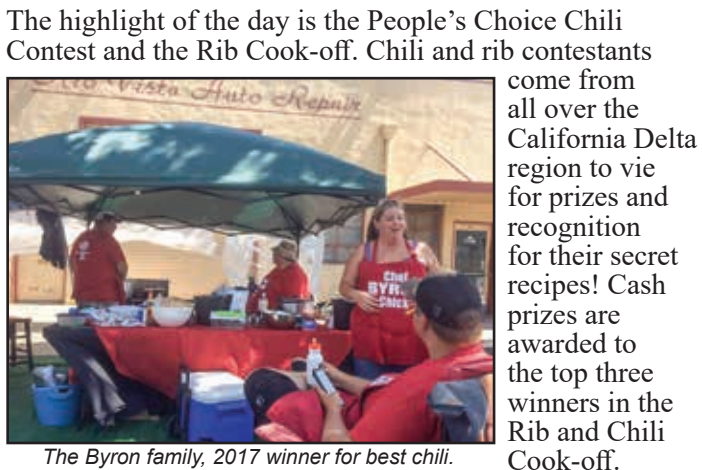 The highlight of the day is the People’s Choice Chili
Contest and the Rib Cook-off. Chili and rib contestants
come from
all over the
California Delta
region to vie
for prizes and
recognition
for their secret
recipes! Cash
prizes are
awarded to
the top three
winners in the
Rib and Chili
Cook-off.
Vista Auto Repair
Chef
The Byron family, 2017 winner for best chili.